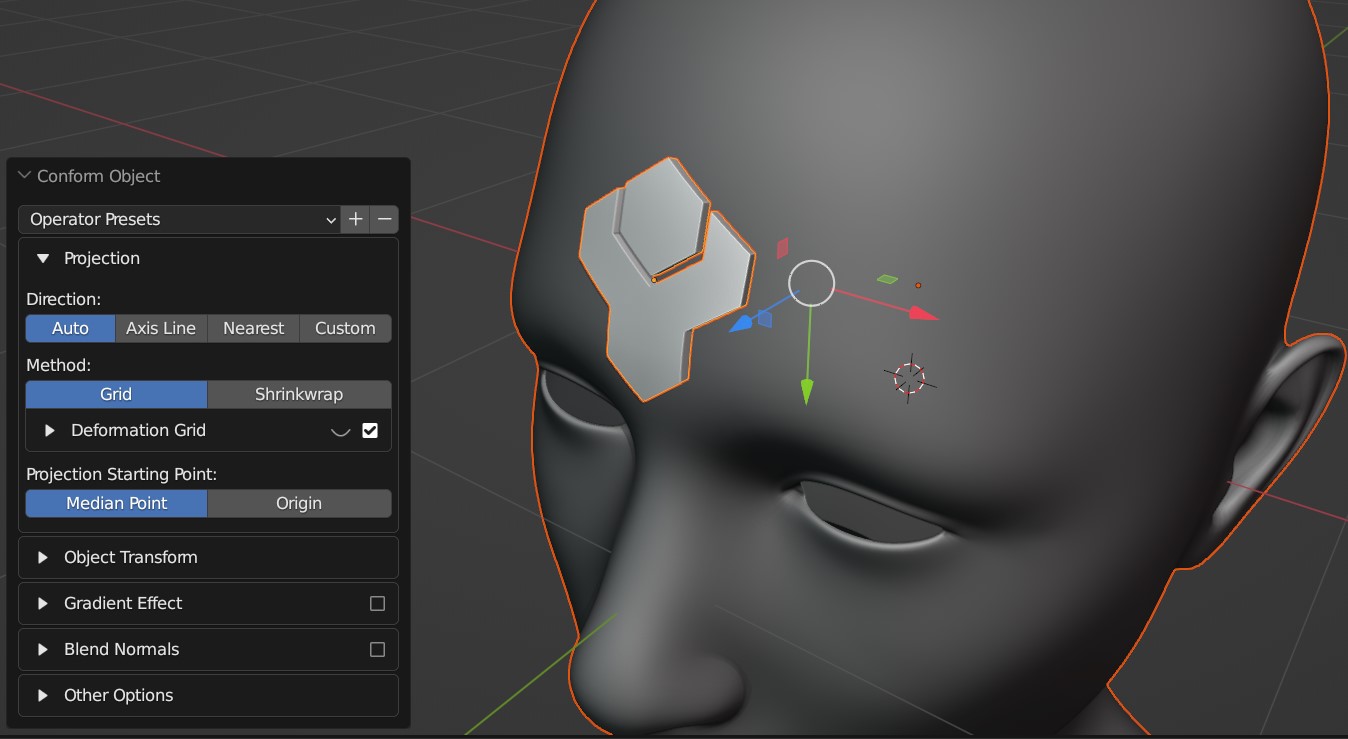 Conform Object
Operator Presets
Projection
Direction:
Auto Axis Line Nearest Custom
Method:
Grid Shrinkwrap
Deformation Grid
Projection Starting Point:
Median Point Origin
Object Transform
Gradient Effect
Blend Normals
Other Options